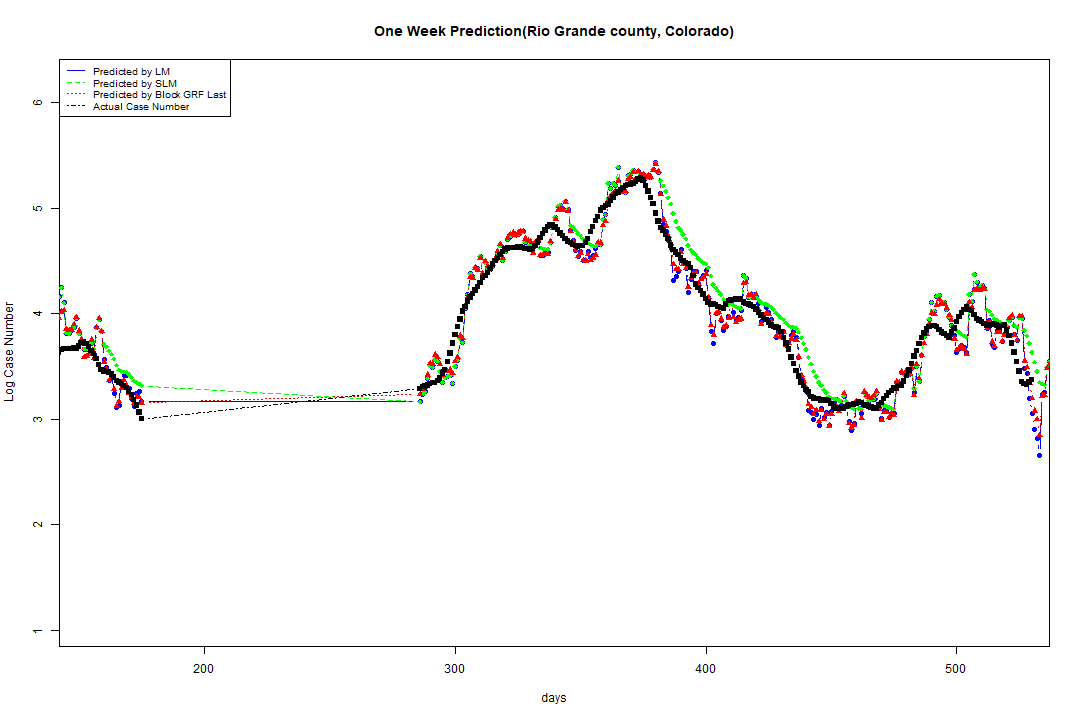 One Week Prediction(Rio Grande county, Colorado)
Predicted by LM
Predicted by SLM
Predicted by Block GRF Last
Actual Case Number
6
5
4
3
2
1
Log Case Number
200 300 400 500
days